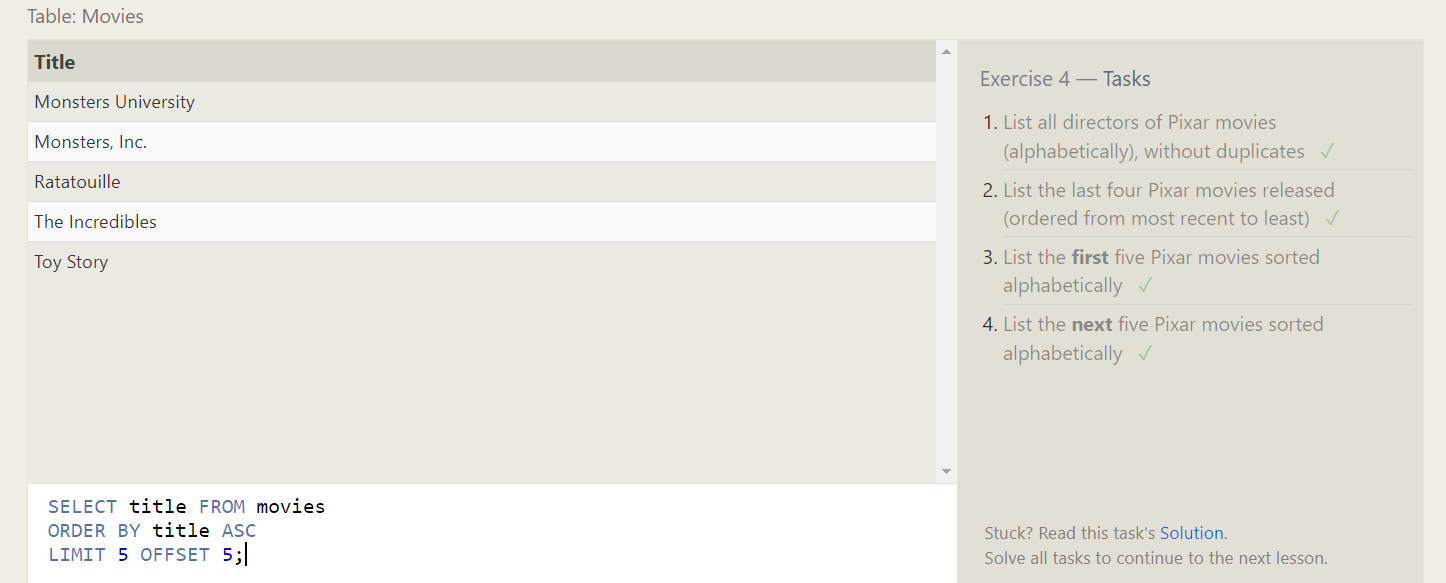 Table: Movies
Title
Monsters University
Monsters, Inc.
Ratatouille
The Incredibles
Toy Story
SELECT title FROM movies
ORDER BY title ASC
LIMIT 5 OFFSET 5;
Exercise 4 — Tasks
1. List all directors of Pixar movies
(alphabetically), without duplicates ✓
2. List the last four Pixar movies released
(ordered from most recent to least) ✓
3. List the first five Pixar movies sorted
alphabetically ✓
4. List the next five Pixar movies sorted
alphabetically ✓
Stuck? Read this task's Solution.
Solve all tasks to continue to the next lesson.